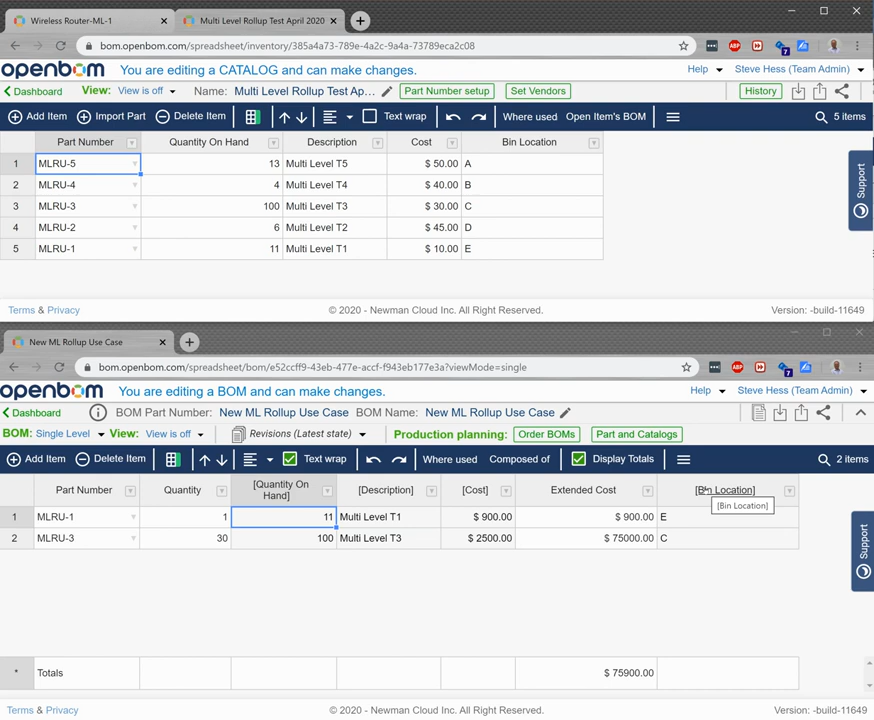 Wireless Router-ML-1
Multi Level Rollup Test April 2020
bom.openbom.com/spreadsheet/inventory/385a4a73-789e-4a2c-9a4a-73789eca2c08
ABP
7
openbom
You are editing a CATALOG and can make changes.
Help
Steve Hess (Team Admin)
Dashboard
View: View is off
Name: Multi Level Rollup Test Ap...
Part Number setup
Set Vendors
History
Add Item
Import Part
Delete Item
Text wrap
Where used
Open Item's BOM
5 items
Part Number Quantity On Hand Description Cost Bin Location
1 MLRU-5 13 Multi Level T5 $ 50.00 A
2 MLRU-4 4 Multi Level T4 $ 40.00 B
3 MLRU-3 100 Multi Level T3 $ 30.00 C
4 MLRU-2 6 Multi Level T2 $ 45.00 D
5 MLRU-1 11 Multi Level T1 $ 10.00 E
Support
Terms & Privacy
© 2020 - Newman Cloud Inc. All Right Reserved.
Version: -build-11649
New ML Rollup Use Case
bom.openbom.com/spreadsheet/bom/e52ccff9-43eb-477e-accf-f943eb177e3a?viewMode=single
ABP
7
openbom
You are editing a BOM and can make changes.
Help
Steve Hess (Team Admin)
Dashboard
BOM Part Number: New ML Rollup Use Case
BOM Name: New ML Rollup Use Case
BOM: Single Level
View: View is off
Revisions (Latest state)
Production planning:
Order BOMs
Part and Catalogs
Add Item
Delete Item
Text wrap
Where used
Composed of
Display Totals
2 items
Part Number Quantity [Quantity On Hand] [Description] [Cost] Extended Cost [Bin Location]
[Bin Location]
1 MLRU-1 1 11 Multi Level T1 $ 900.00 $ 900.00 E
2 MLRU-3 30 100 Multi Level T3 $ 2500.00 $ 75000.00 C
Support
* Totals $ 75900.00
Terms & Privacy
© 2020 - Newman Cloud Inc. All Right Reserved.
Version: -build-11649